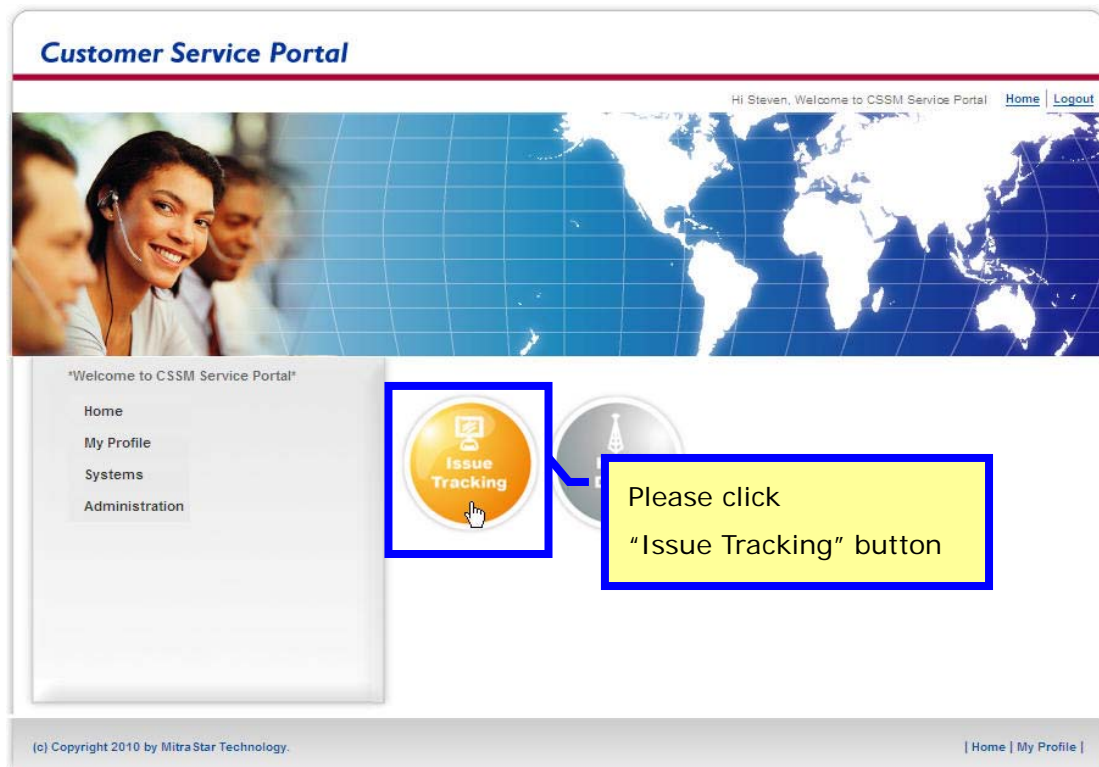 Customer Service Portal
Hi Steven, Welcome to CSSM Service Portal Home | Logout
*Welcome to CSSM Service Portal*
Home
My Profile
Systems
Administration
Issue
Tracking
Please click
“Issue Tracking” button
(c) Copyright 2010 by MitraStar Technology.
| Home | My Profile |